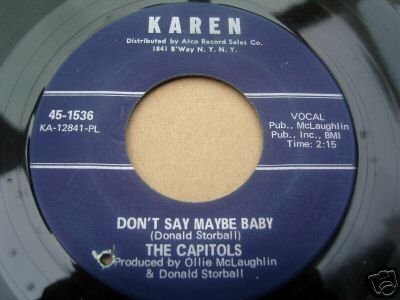 KAREN
Distributed by Atco Record Sales Co.
1841 B'Way N. Y. N. Y.
45-1536
KA-12841-PL
VOCAL
Pub., McLaughlin
Pub., Inc., BMI
Time: 2:15
DON'T SAY MAYBE BABY
(Donald Storball)
THE CAPITOLS
Produced by Ollie McLaughlin
& Donald Storball